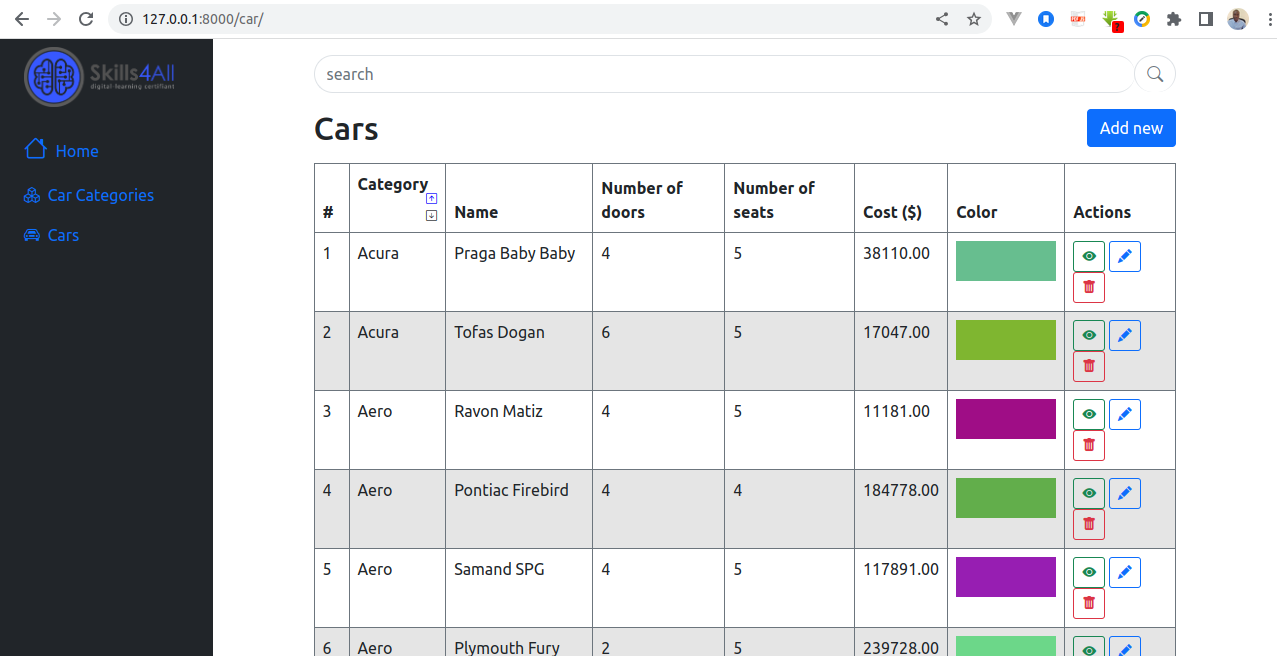 127.0.0.1:8000/car/
2
Skills4All
digital-learning certifiant
search
Home
Car Categories
Cars
Cars
Add new
# Category Name Number of doors Number of seats Cost ($) Color Actions
1 Acura Praga Baby Baby 4 5 38110.00
2 Acura Tofas Dogan 6 5 17047.00
3 Aero Ravon Matiz 4 5 11181.00
4 Aero Pontiac Firebird 4 4 184778.00
5 Aero Samand SPG 4 5 117891.00
6 Aero Plymouth Fury 2 5 239728.00